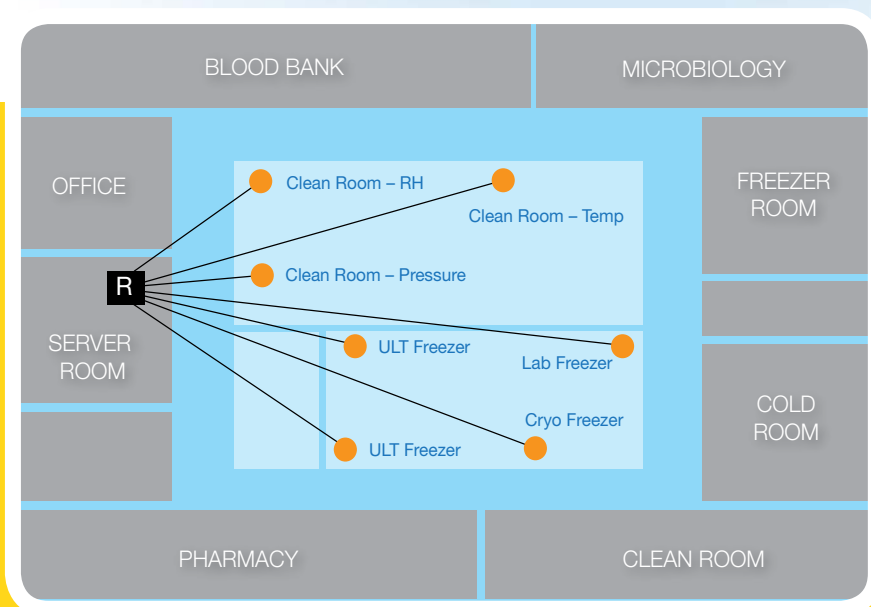 BLOOD BANK
MICROBIOLOGY
OFFICE
FREEZER
ROOM
Clean Room – RH
Clean Room – Temp
Clean Room – Pressure
R
SERVER
ROOM
ULT Freezer
Lab Freezer
Cryo Freezer
ULT Freezer
COLD
ROOM
PHARMACY
CLEAN ROOM